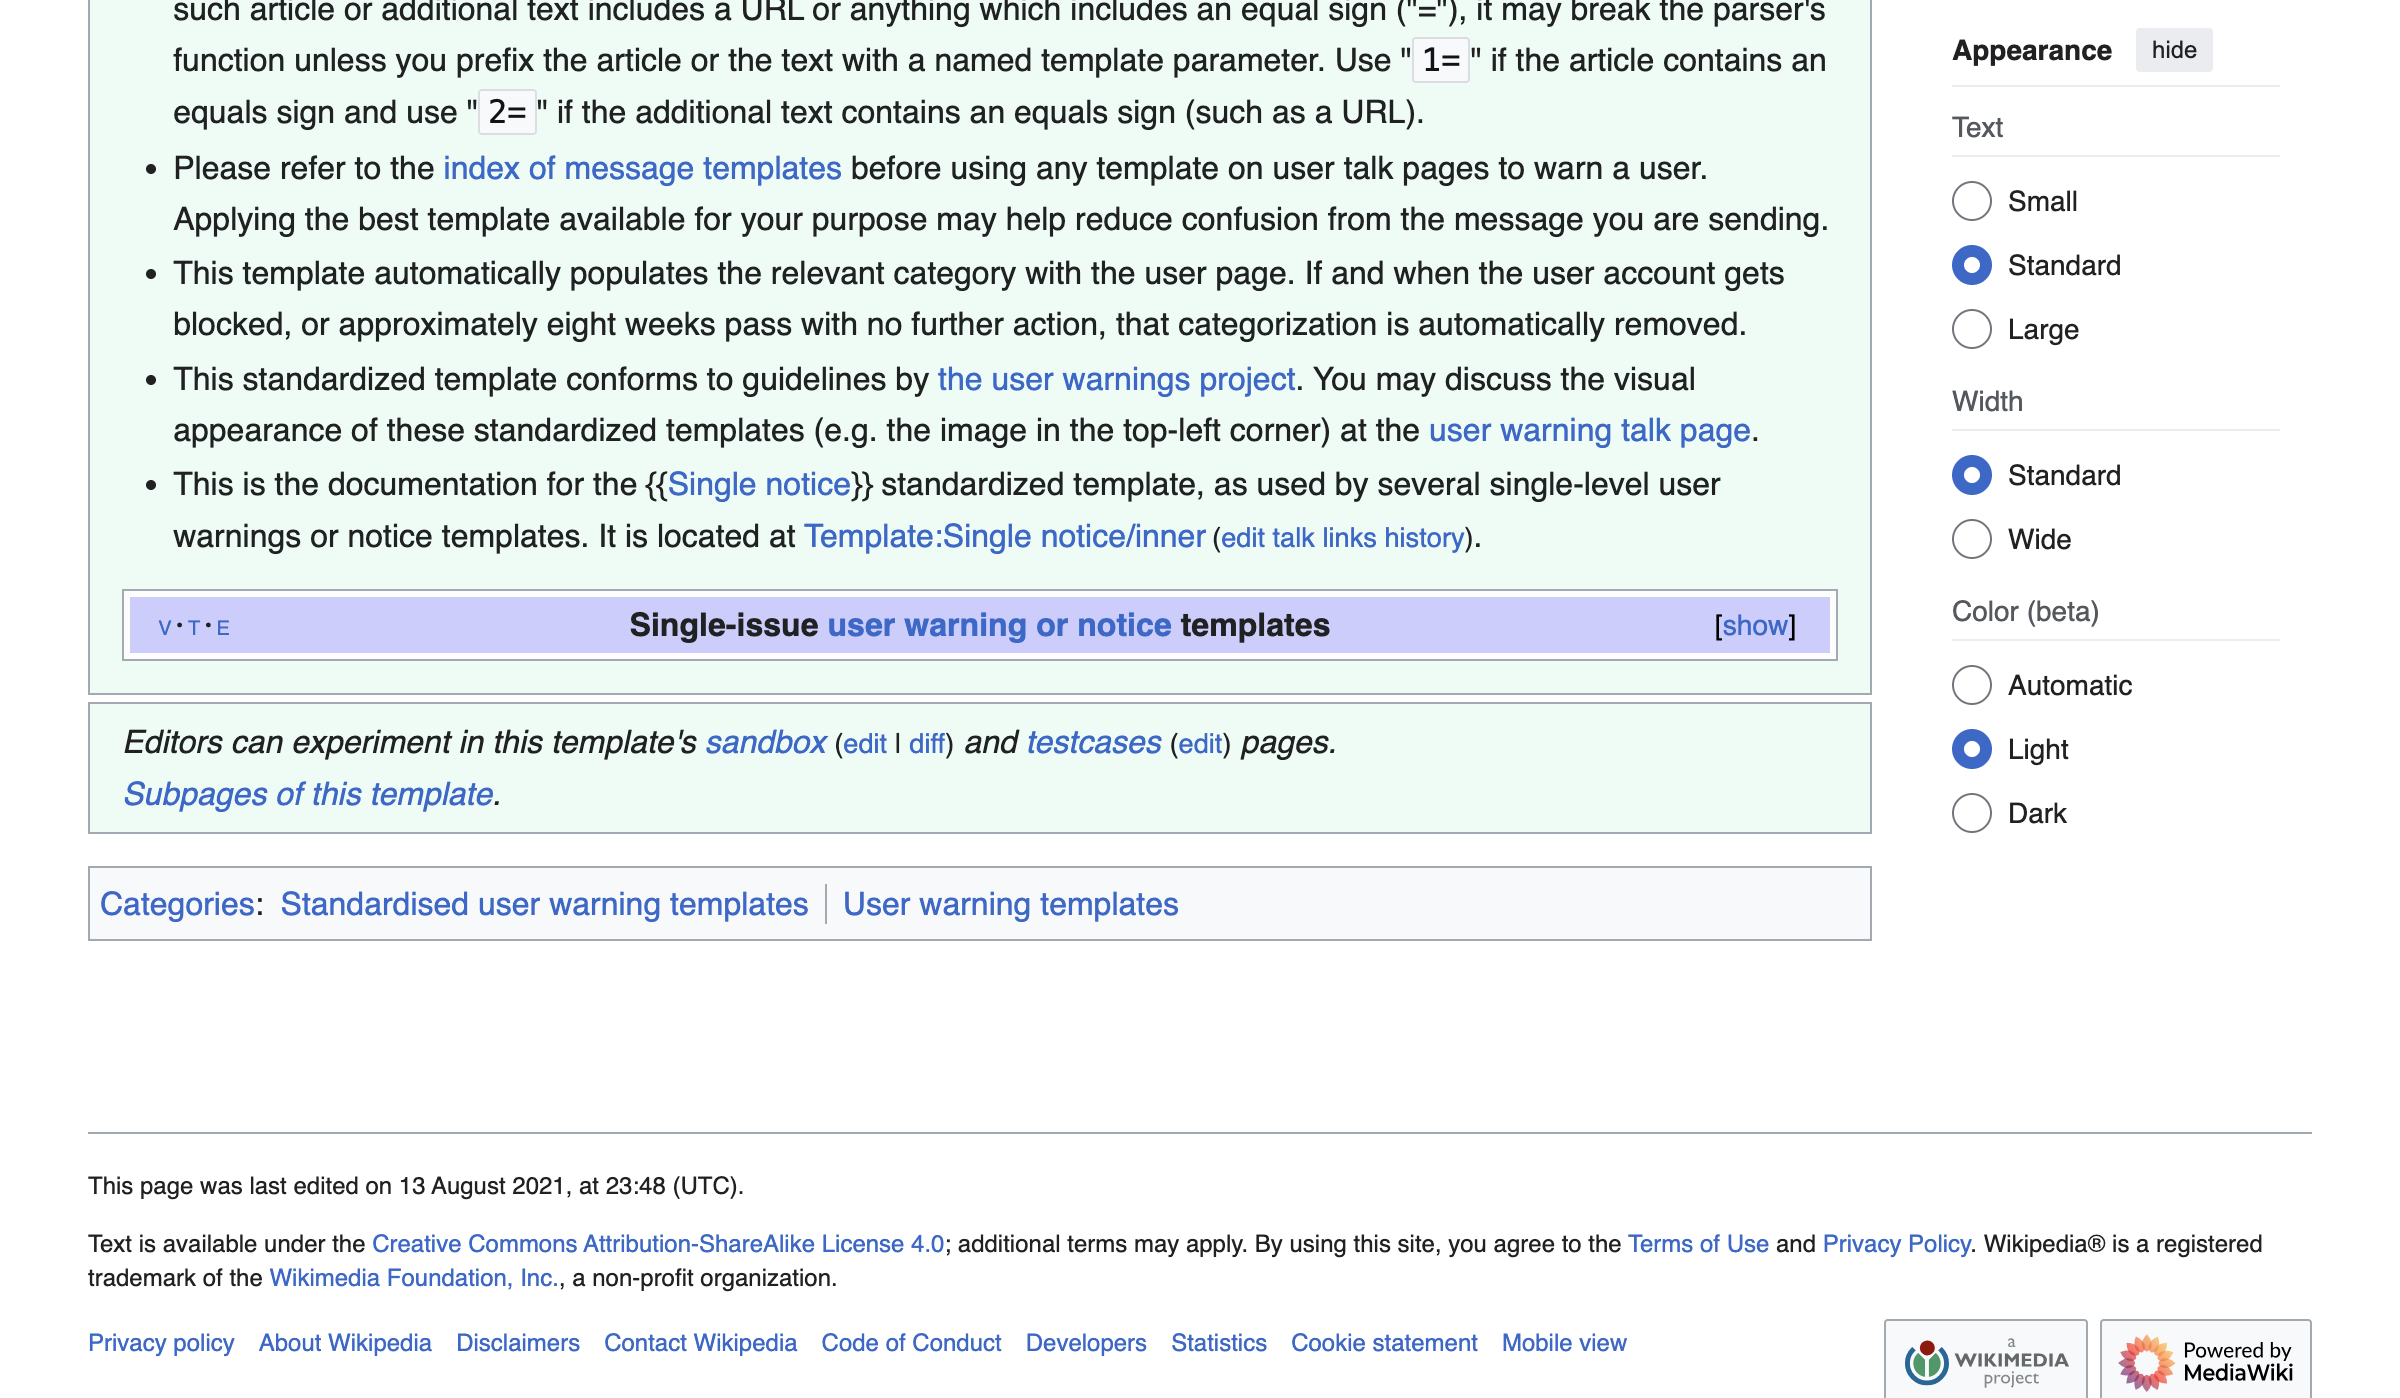 such article or additional text includes a URL or anything which includes an equal sign ("="), it may break the parser's
function unless you prefix the article or the text with a named template parameter. Use "1=" if the article contains an
equals sign and use "2=" if the additional text contains an equals sign (such as a URL).
• Please refer to the index of message templates before using any template on user talk pages to warn a user.
Applying the best template available for your purpose may help reduce confusion from the message you are sending.
• This template automatically populates the relevant category with the user page. If and when the user account gets
blocked, or approximately eight weeks pass with no further action, that categorization is automatically removed.
• This standardized template conforms to guidelines by the user warnings project. You may discuss the visual
appearance of these standardized templates (e.g. the image in the top-left corner) at the user warning talk page.
• This is the documentation for the {{Single notice}} standardized template, as used by several single-level user
warnings or notice templates. It is located at Template:Single notice/inner (edit talk links history).
V·T·E Single-issue user warning or notice templates [show]
Editors can experiment in this template's sandbox (edit | diff) and testcases (edit) pages.
Subpages of this template.
Categories: Standardised user warning templates | User warning templates
Appearance hide
Text
Small
Standard
Large
Width
Standard
Wide
Color (beta)
Automatic
Light
Dark
This page was last edited on 13 August 2021, at 23:48 (UTC).
Text is available under the Creative Commons Attribution-ShareAlike License 4.0; additional terms may apply. By using this site, you agree to the Terms of Use and Privacy Policy. Wikipedia® is a registered
trademark of the Wikimedia Foundation, Inc., a non-profit organization.
Privacy policy About Wikipedia Disclaimers Contact Wikipedia Code of Conduct Developers Statistics Cookie statement Mobile view
a
WIKIMEDIA
project
Powered by
MediaWiki